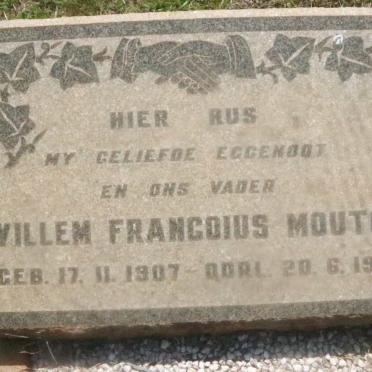 HIER RUS
MY GELIEFDE EGGENOOT
EN ONS VADER
WILLEM FRANCOIUS MOUT
GEB. 17. 11. 1907 - OORL. 20. 6. 19